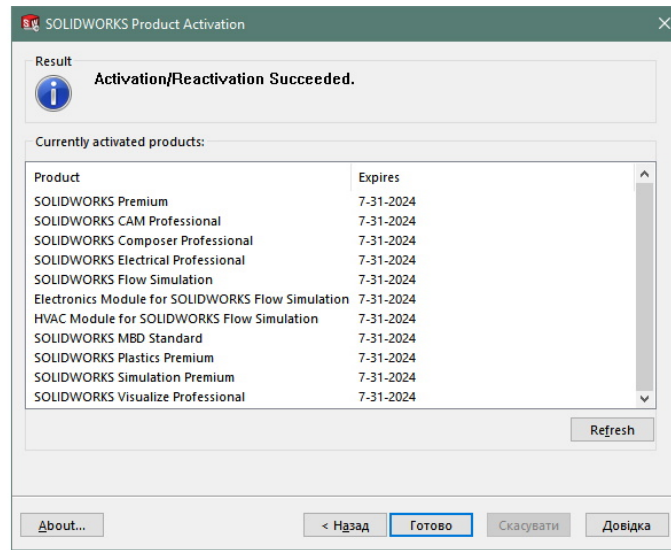 SOLIDWORKS Product Activation
Result
Activation/Reactivation Succeeded.
Currently activated products:
Product Expires
SOLIDWORKS Premium 7-31-2024
SOLIDWORKS CAM Professional 7-31-2024
SOLIDWORKS Composer Professional 7-31-2024
SOLIDWORKS Electrical Professional 7-31-2024
SOLIDWORKS Flow Simulation 7-31-2024
Electronics Module for SOLIDWORKS Flow Simulation 7-31-2024
HVAC Module for SOLIDWORKS Flow Simulation 7-31-2024
SOLIDWORKS MBD Standard 7-31-2024
SOLIDWORKS Plastics Premium 7-31-2024
SOLIDWORKS Simulation Premium 7-31-2024
SOLIDWORKS Visualize Professional 7-31-2024
Refresh
About... < Назад Готово Скасувати Довідка